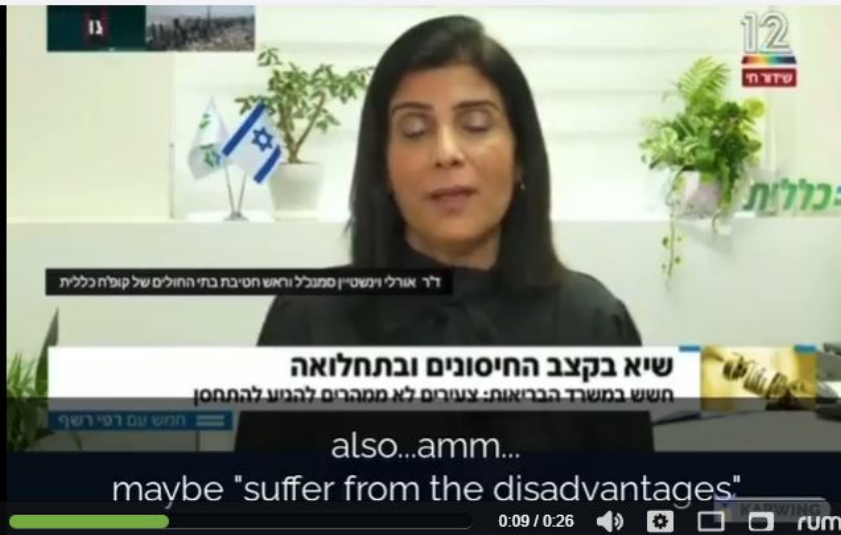 12
שידור חי
כללית
ד"ר אורלי וינשטיין סמנכ"ל וראש חטיבת בתי החולים של קופ"ח כללית
שיא בקצב החיסונים ובתחלואה
חשש במשרד הבריאות: צעירים לא ממהרים להגיע להתחסן
חמש עם רפי רשף
also...amm...
maybe "suffer from the disadvantages"
KAPWING
0:09 / 0:26
rum